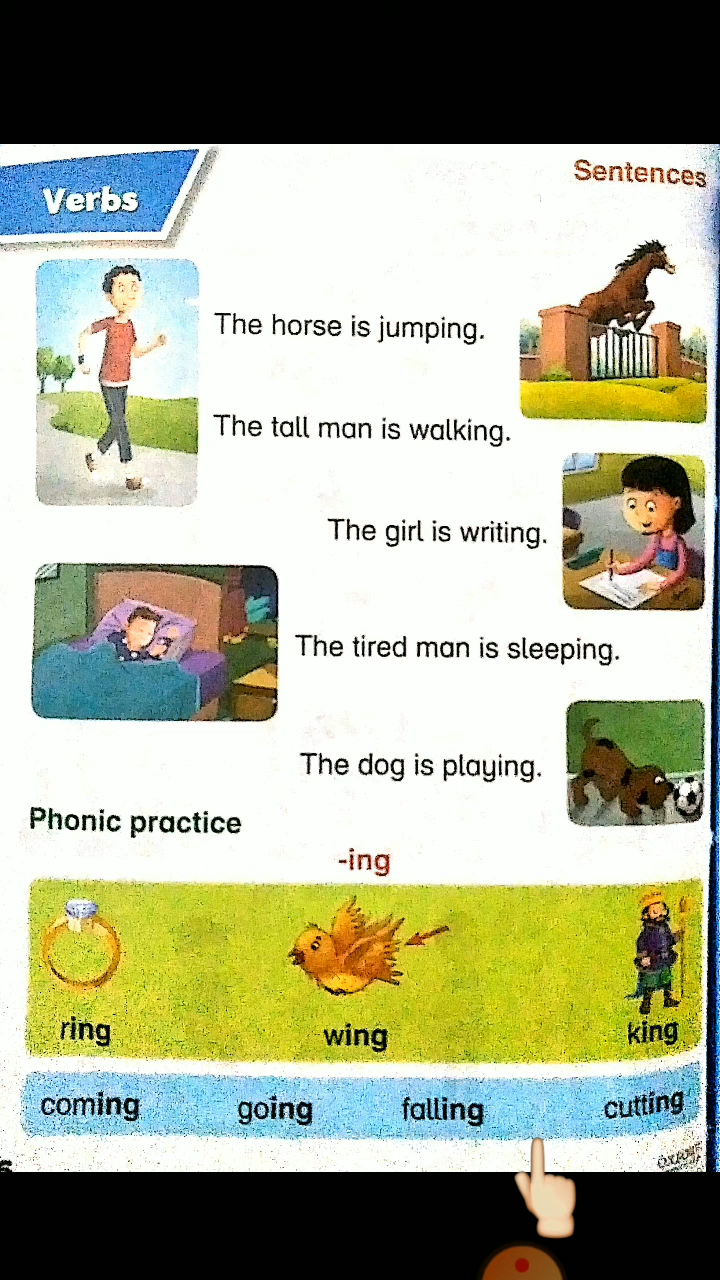 Verbs
Sentences
The horse is jumping.
The tall man is walking.
The girl is writing.
The tired man is sleeping.
The dog is playing.
Phonic practice
-ing
ring wing king
coming going falling cutting